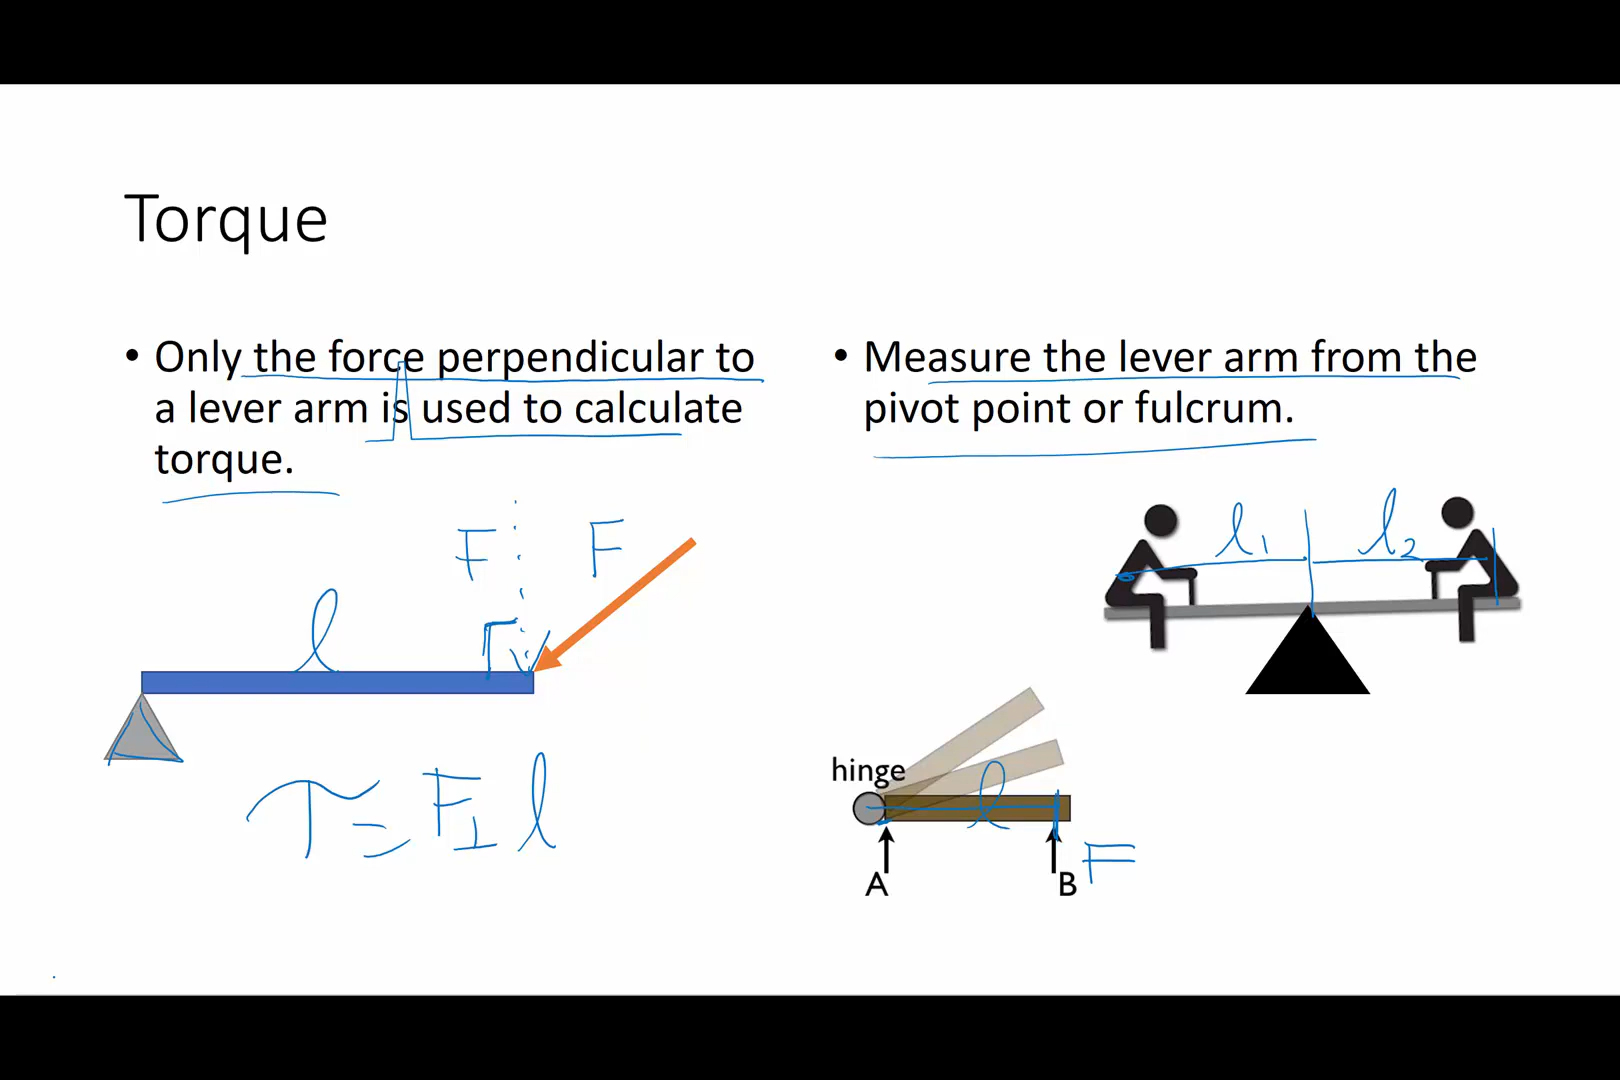 Torque
• Only the force perpendicular to
a lever arm is used to calculate
torque.
F F
l
τ = F⊥ l
• Measure the lever arm from the
pivot point or fulcrum.
l₁ l₂
hinge
l
A B F